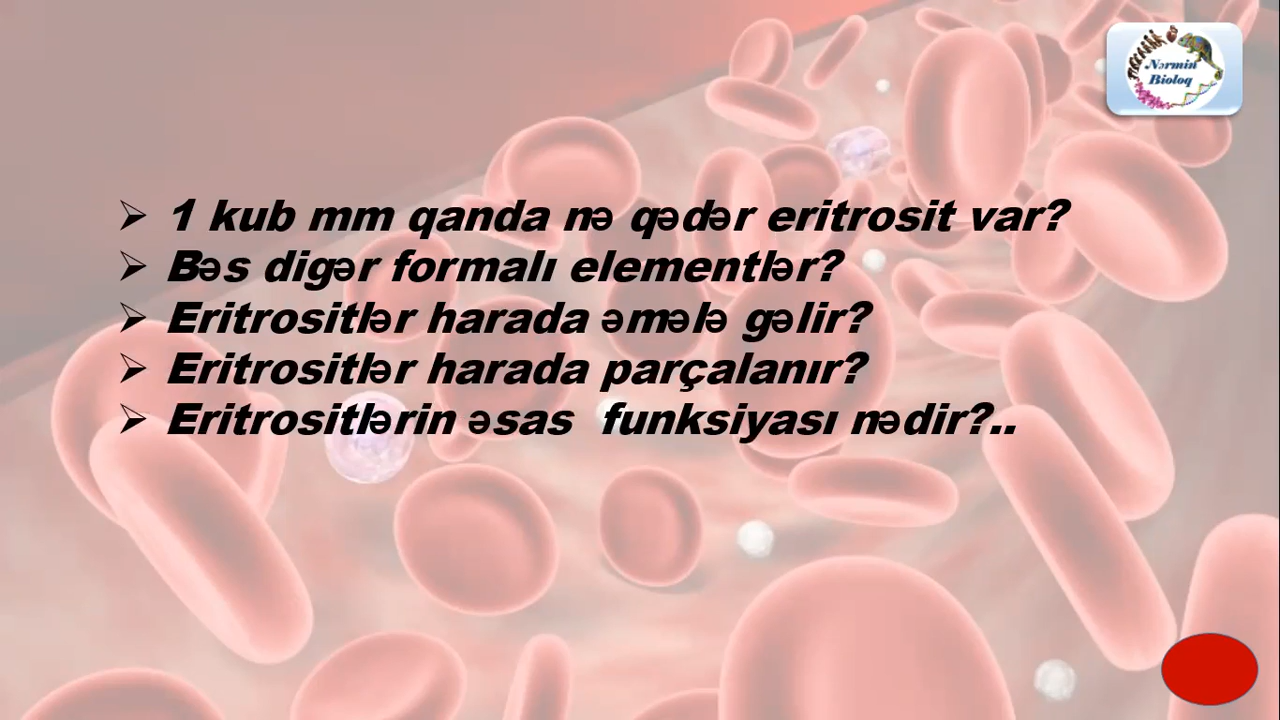 Nərmin
Bioloq
➢ 1 kub mm qanda nə qədər eritrosit var?
➢ Bəs digər formalı elementlər?
➢ Eritrositlər harada əmələ gəlir?
➢ Eritrositlər harada parçalanır?
➢ Eritrositlərin əsas funksiyası nədir?..